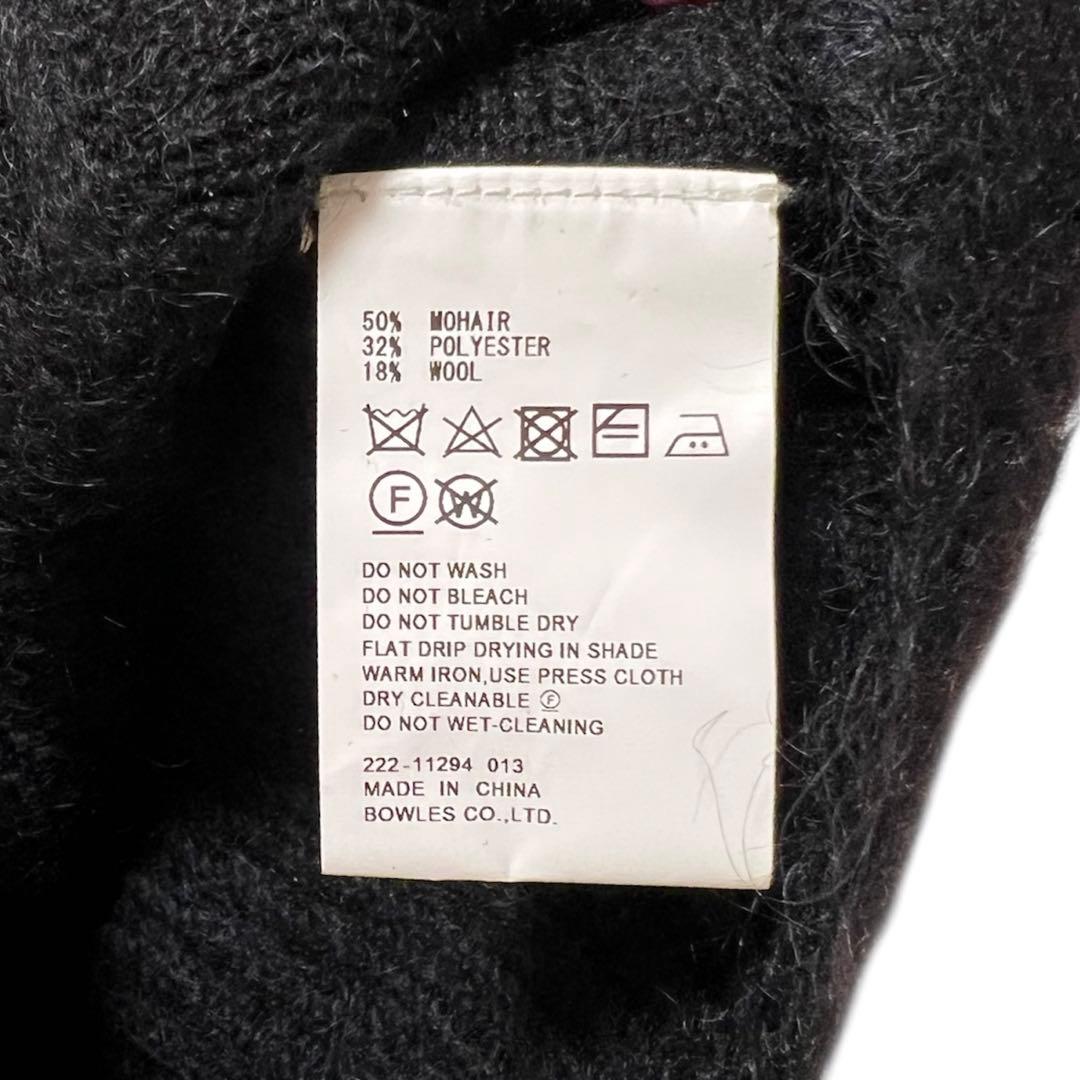 50% MOHAIR
32% POLYESTER
18% WOOL
F W
DO NOT WASH
DO NOT BLEACH
DO NOT TUMBLE DRY
FLAT DRIP DRYING IN SHADE
WARM IRON,USE PRESS CLOTH
DRY CLEANABLE Ⓕ
DO NOT WET-CLEANING
222-11294 013
MADE IN CHINA
BOWLES CO.,LTD.